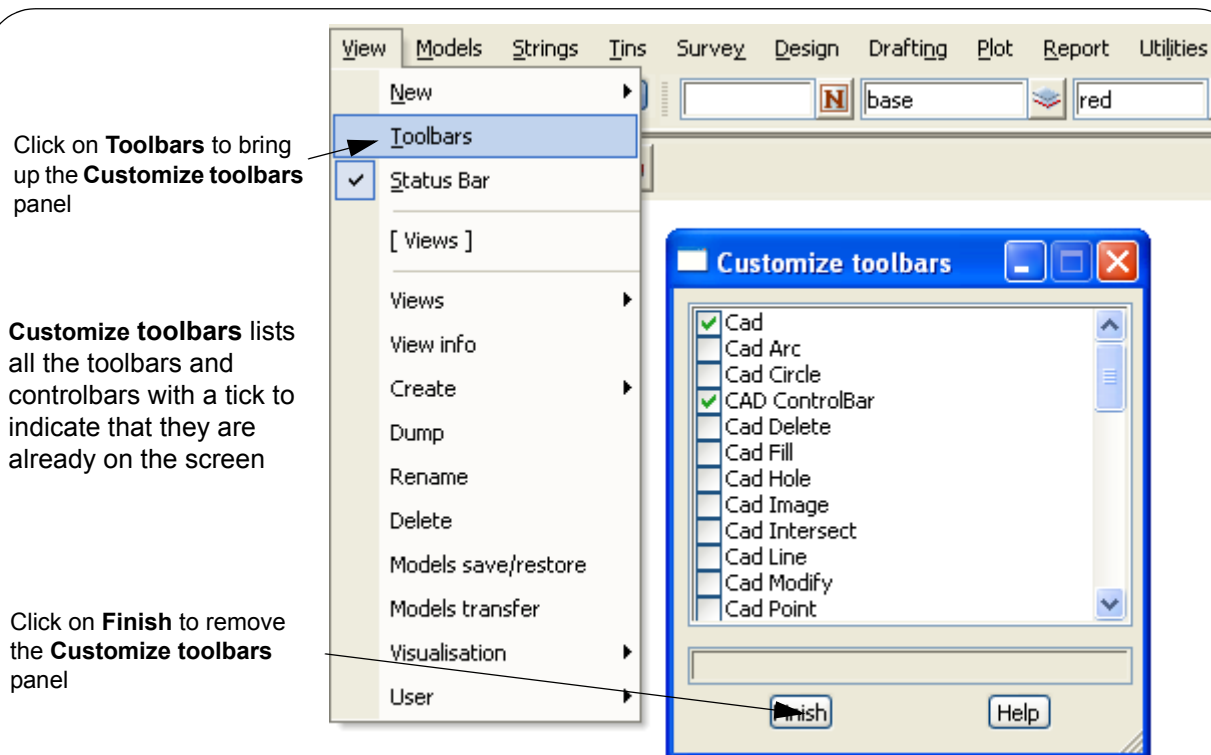 View Models Strings Tins Survey Design Drafting Plot Report Utilities
New
N base red
Click on Toolbars to bring
up the Customize toolbars
panel
Toolbars
Status Bar
[ Views ]
Views
View info
Create
Dump
Rename
Delete
Models save/restore
Models transfer
Visualisation
User
Customize toolbars lists
all the toolbars and
controlbars with a tick to
indicate that they are
already on the screen
Click on Finish to remove
the Customize toolbars
panel
Customize toolbars
Cad
Cad Arc
Cad Circle
CAD ControlBar
Cad Delete
Cad Fill
Cad Hole
Cad Image
Cad Intersect
Cad Line
Cad Modify
Cad Point
Finish Help